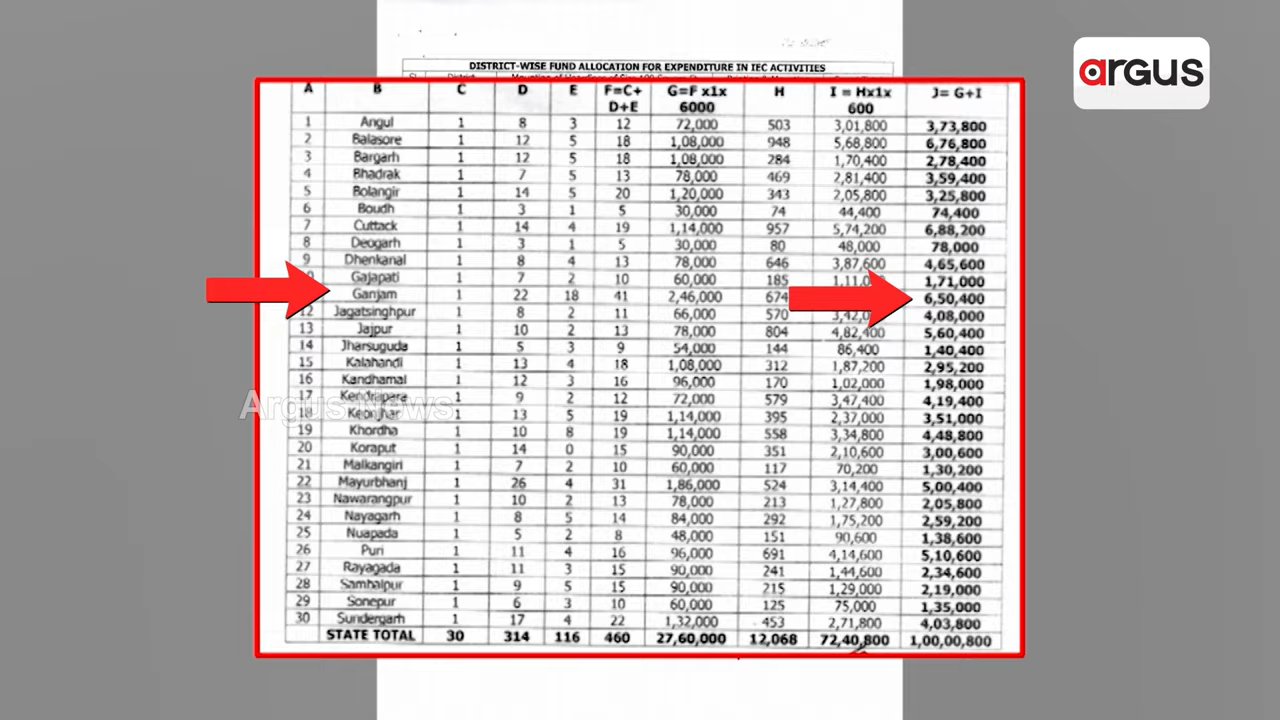 argus
DISTRICT-WISE FUND ALLOCATION FOR EXPENDITURE IN IEC ACTIVITIES
A B C D E F=C+ D+E G=F x1x 6000 H I = Hx1x 600 J= G+I
1 Angul 1 8 3 12 72,000 503 3,01,800 3,73,800
2 Balasore 1 12 5 18 1,08,000 948 5,68,800 6,76,800
3 Bargarh 1 12 5 18 1,08,000 284 1,70,400 2,78,400
4 Bhadrak 1 7 5 13 78,000 469 2,81,400 3,59,400
5 Bolangir 1 14 5 20 1,20,000 343 2,05,800 3,25,800
6 Boudh 1 3 1 5 30,000 74 44,400 74,400
7 Cuttack 1 14 4 19 1,14,000 957 5,74,200 6,88,200
8 Deogarh 1 3 1 5 30,000 80 48,000 78,000
9 Dhenkanal 1 8 4 13 78,000 646 3,87,600 4,65,600
Gajapati 1 7 2 10 60,000 185 1,71,000
Ganjam 1 22 18 41 2,46,000 674 6,50,400
12 Jagatsinghpur 1 8 2 11 66,000 570 4,08,000
13 Jajpur 1 10 2 13 78,000 804 4,82,400 5,60,400
14 Jharsuguda 1 5 3 9 54,000 144 86,400 1,40,400
15 Kalahandi 1 13 4 18 1,08,000 312 1,87,200 2,95,200
16 Kandhamal 1 12 3 16 96,000 170 1,02,000 1,98,000
17 Kendrapara 1 9 2 12 72,000 579 3,47,400 4,19,400
18 Keonjhar 1 13 5 19 1,14,000 395 2,37,000 3,51,000
Argus News
19 Khordha 1 10 8 19 1,14,000 558 3,34,800 4,48,800
20 Koraput 1 14 0 15 90,000 351 2,10,600 3,00,600
21 Malkangiri 1 7 2 10 60,000 117 70,200 1,30,200
22 Mayurbhanj 1 26 4 31 1,86,000 524 3,14,400 5,00,400
23 Nawarangpur 1 10 2 13 78,000 213 1,27,800 2,05,800
24 Nayagarh 1 8 5 14 84,000 292 1,75,200 2,59,200
25 Nuapada 1 5 2 8 48,000 151 90,600 1,38,600
26 Puri 1 11 4 16 96,000 691 4,14,600 5,10,600
27 Rayagada 1 11 3 15 90,000 241 1,44,600 2,34,600
28 Sambalpur 1 9 5 15 90,000 215 1,29,000 2,19,000
29 Sonepur 1 6 3 10 60,000 125 75,000 1,35,000
30 Sundergarh 1 17 4 22 1,32,000 453 2,71,800 4,03,800
STATE TOTAL 30 314 116 460 27,60,000 12,068 72,40,800 1,00,00,800